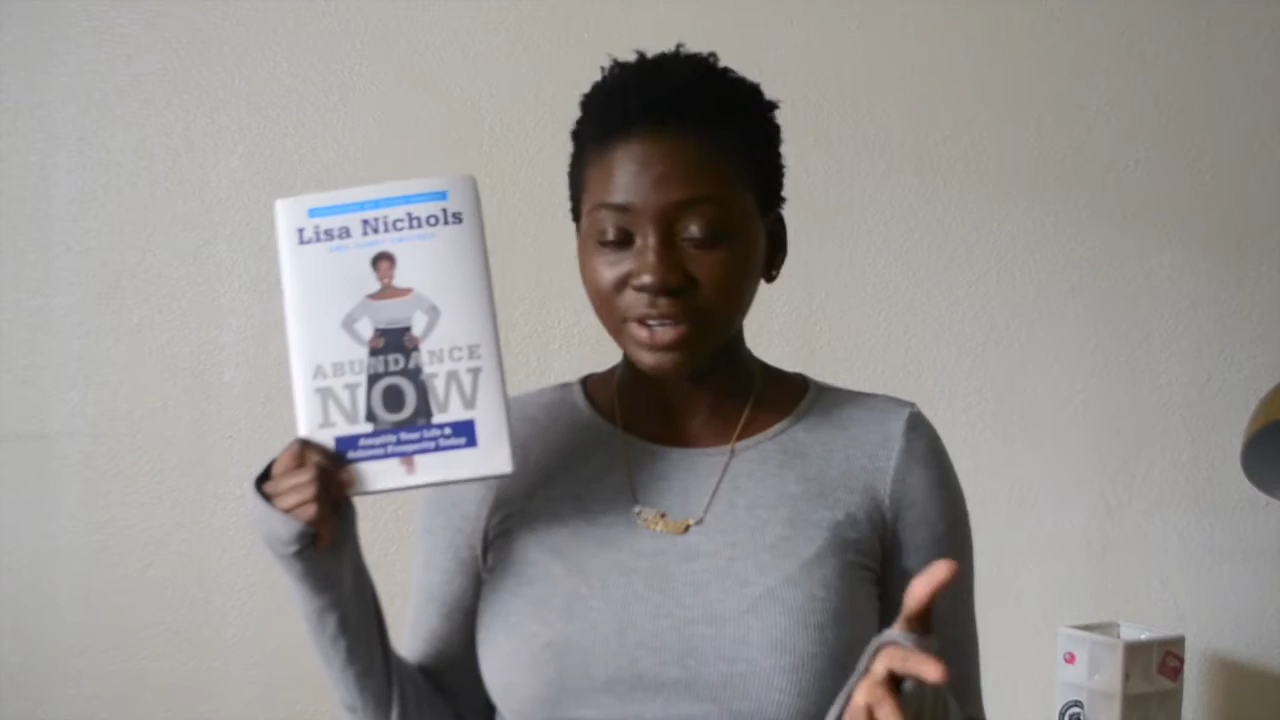 Lisa Nichols
ABUNDANCE
NOW
Amplify Your Life &
Achieve Prosperity Today